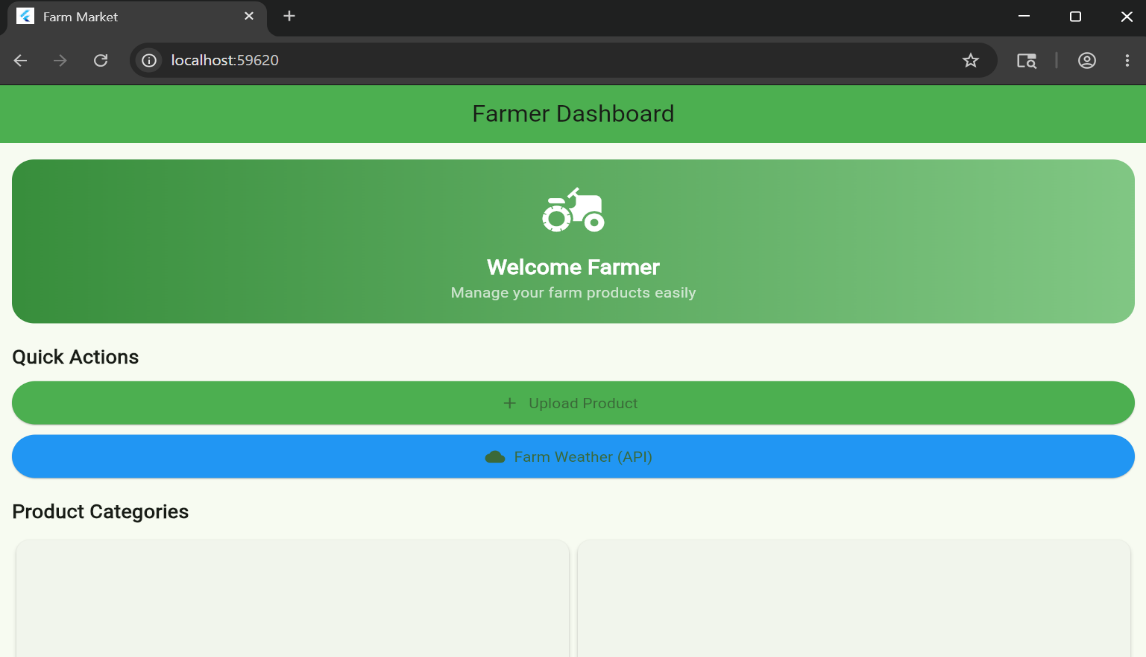 Farm Market
localhost:59620
Farmer Dashboard
Welcome Farmer
Manage your farm products easily
Quick Actions
Upload Product
Farm Weather (API)
Product Categories